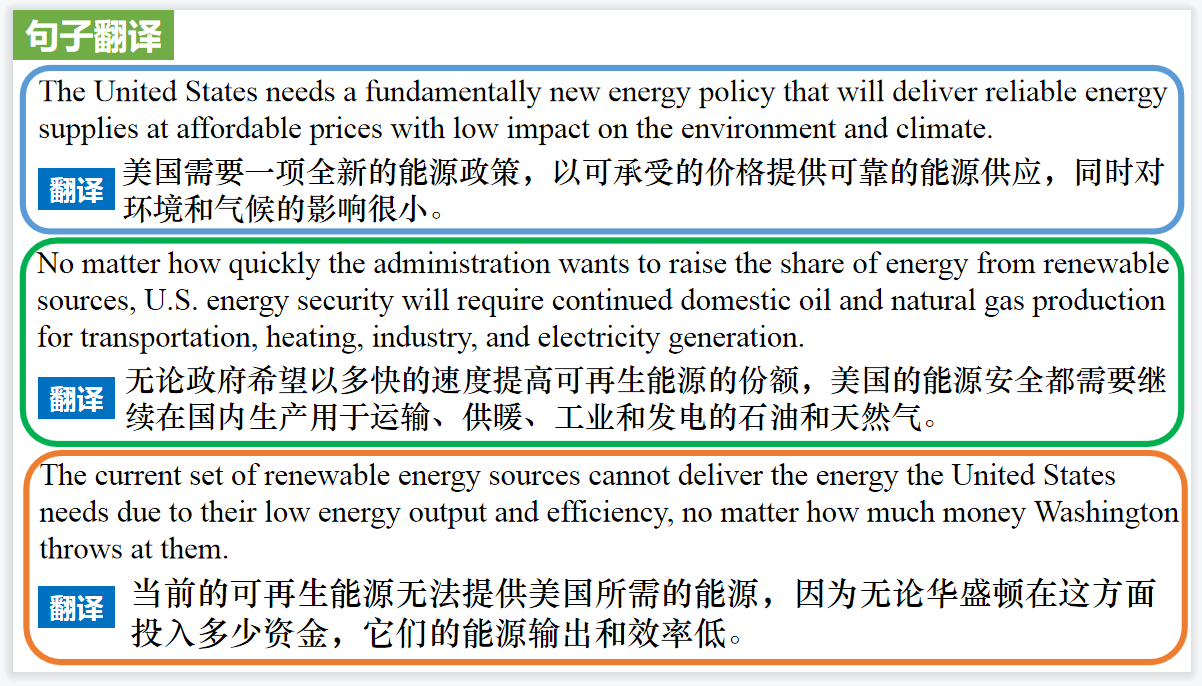 句子翻译
The United States needs a fundamentally new energy policy that will deliver reliable energy
supplies at affordable prices with low impact on the environment and climate.
翻译
美国需要一项全新的能源政策，以可承受的价格提供可靠的能源供应，同时对
环境和气候的影响很小。
No matter how quickly the administration wants to raise the share of energy from renewable
sources, U.S. energy security will require continued domestic oil and natural gas production
for transportation, heating, industry, and electricity generation.
翻译
无论政府希望以多快的速度提高可再生能源的份额，美国的能源安全都需要继
续在国内生产用于运输、供暖、工业和发电的石油和天然气。
The current set of renewable energy sources cannot deliver the energy the United States
needs due to their low energy output and efficiency, no matter how much money Washington
throws at them.
翻译
当前的可再生能源无法提供美国所需的能源，因为无论华盛顿在这方面
投入多少资金，它们的能源输出和效率低。